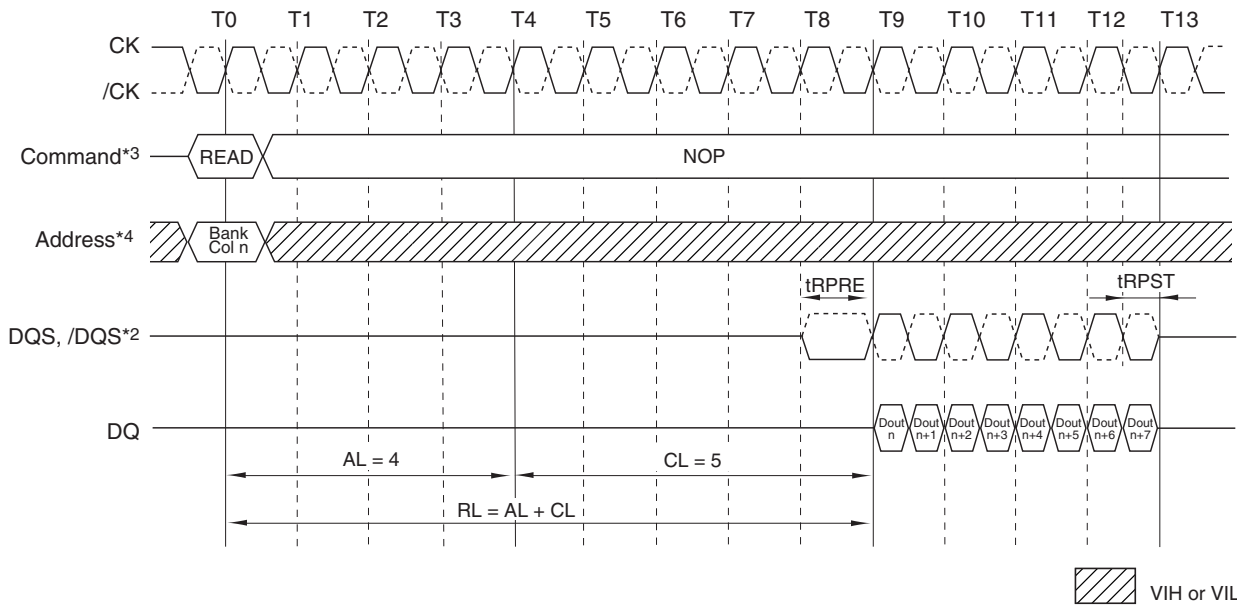 T0 T1 T2 T3 T4 T5 T6 T7 T8 T9 T10 T11 T12 T13
CK
/CK
Command*3 READ NOP
Address*4 Bank
Col n
tRPRE tRPST
DQS, /DQS*2
DQ Dout Dout Dout Dout Dout Dout Dout Dout
n n+1 n+2 n+3 n+4 n+5 n+6 n+7
AL = 4 CL = 5
RL = AL + CL
VIH or VIL